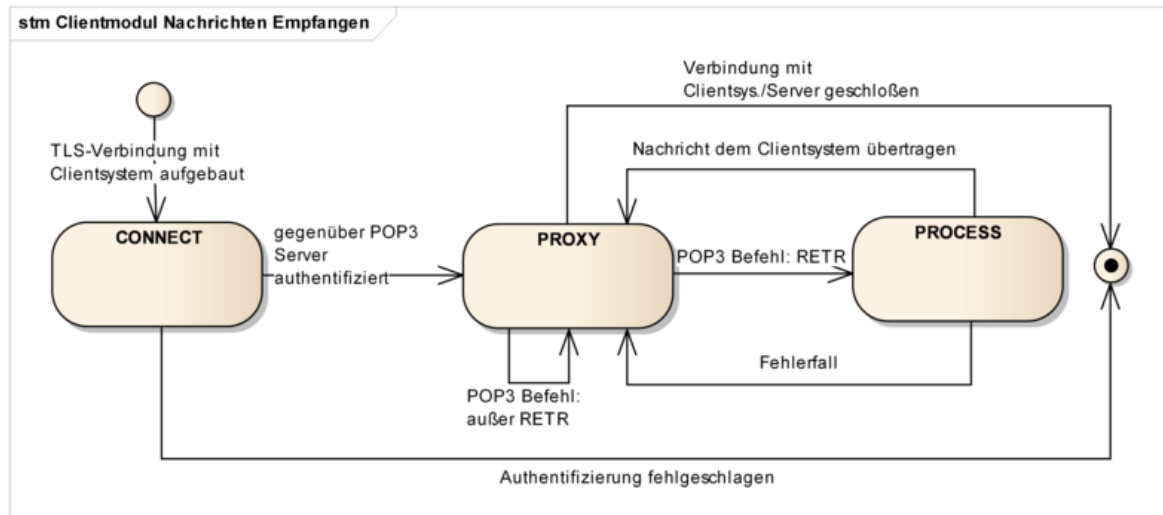 stm Clientmodul Nachrichten Empfangen
Verbindung mit
Clientsys./Server geschloßen
TLS-Verbindung mit
Clientsystem aufgebaut
Nachricht dem Clientsystem übertragen
CONNECT
gegenüber POP3
Server
authentifiziert
PROXY
POP3 Befehl: RETR
PROCESS
Fehlerfall
POP3 Befehl:
außer RETR
Authentifizierung fehlgeschlagen